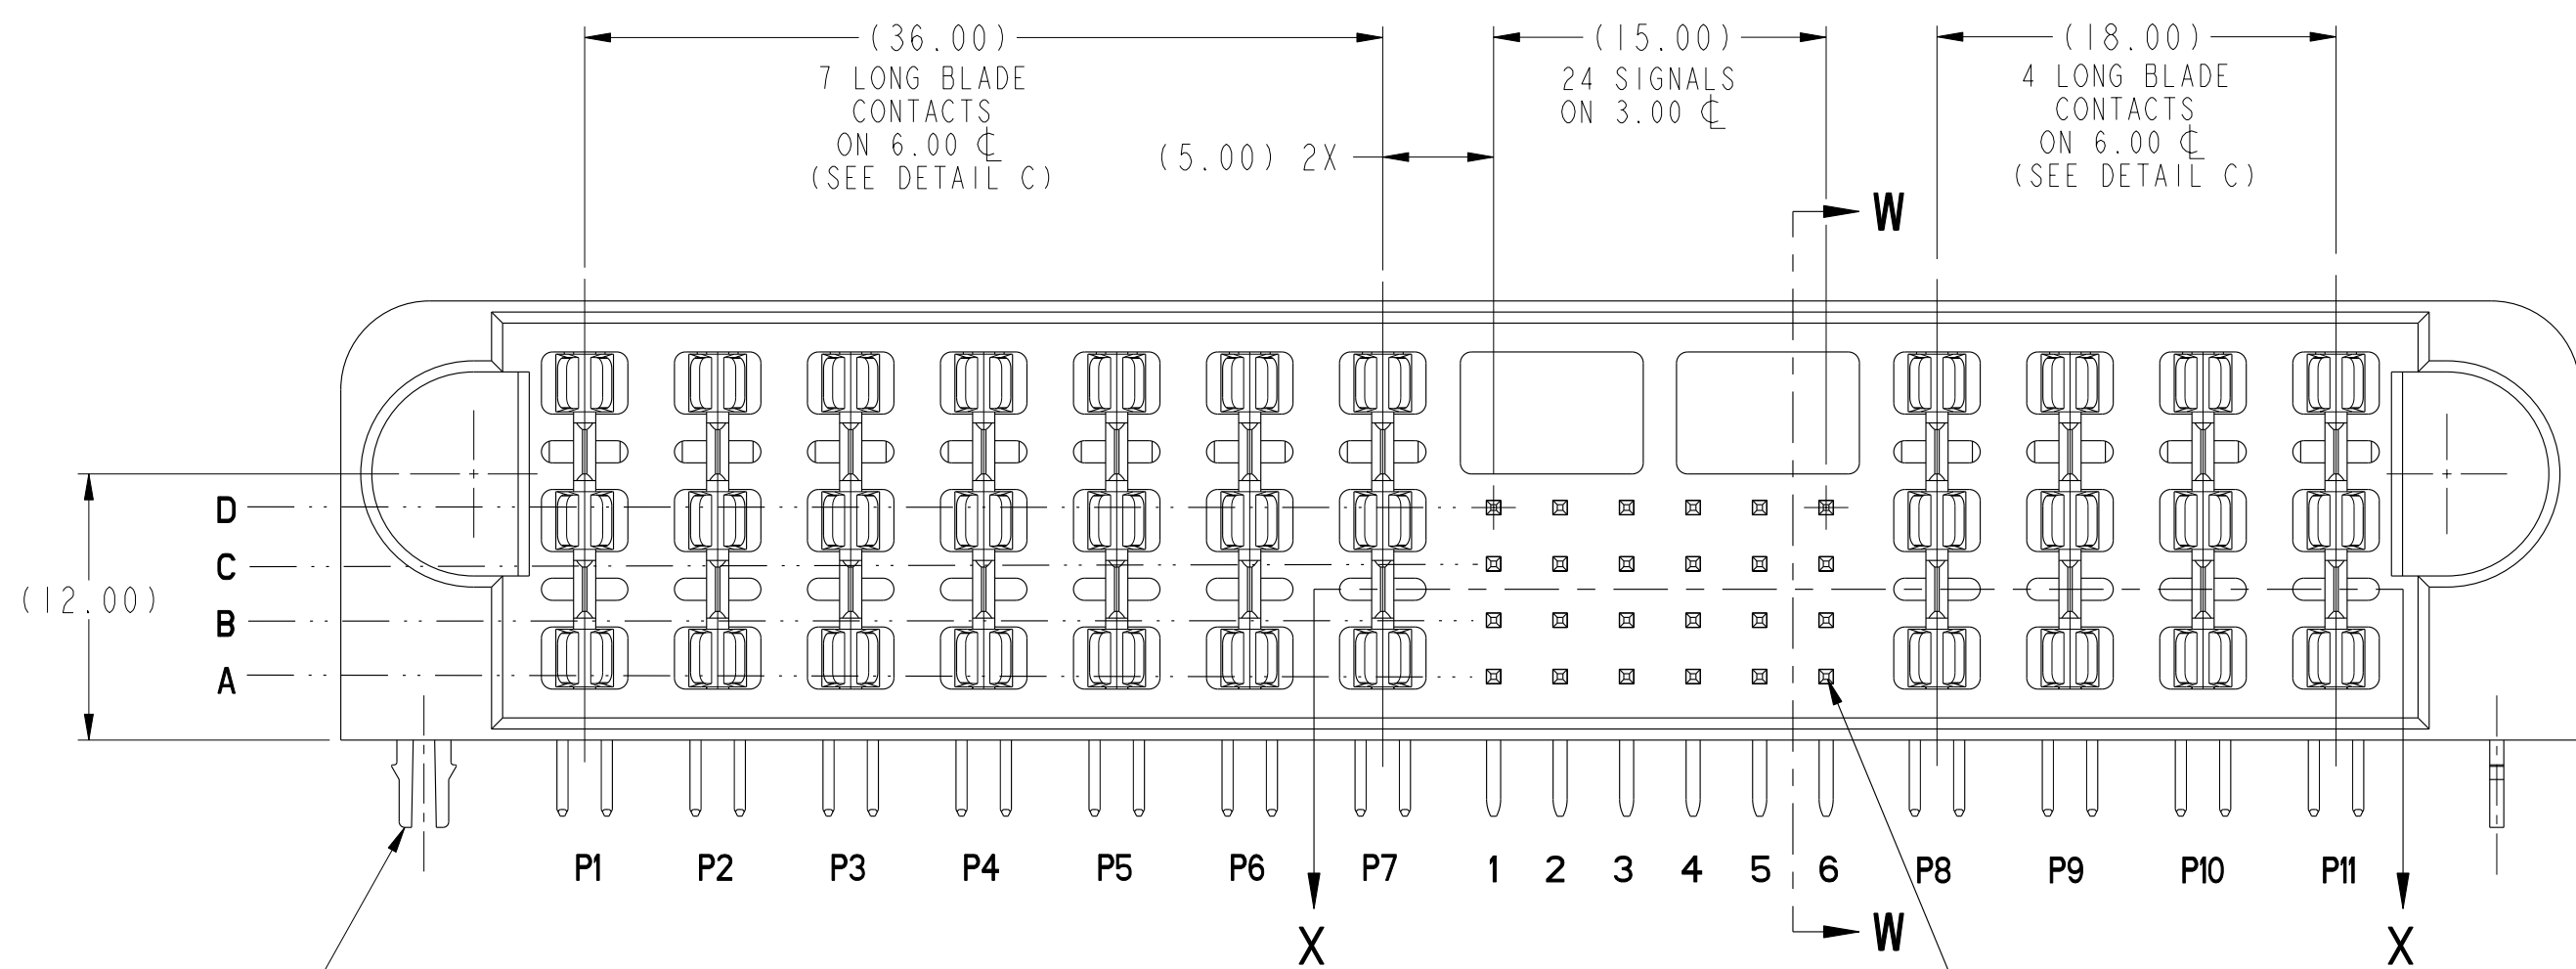 (36.00)
7 LONG BLADE
CONTACTS
ON 6.00 ℄
(SEE DETAIL C)
(5.00) 2X
(15.00)
24 SIGNALS
ON 3.00 ℄
(18.00)
4 LONG BLADE
CONTACTS
ON 6.00 ℄
(SEE DETAIL C)
W
D
C
B
A
(12.00)
P1 P2 P3 P4 P5 P6 P7 1 2 3 4 5 6 P8 P9 P10 P11
X
W
X